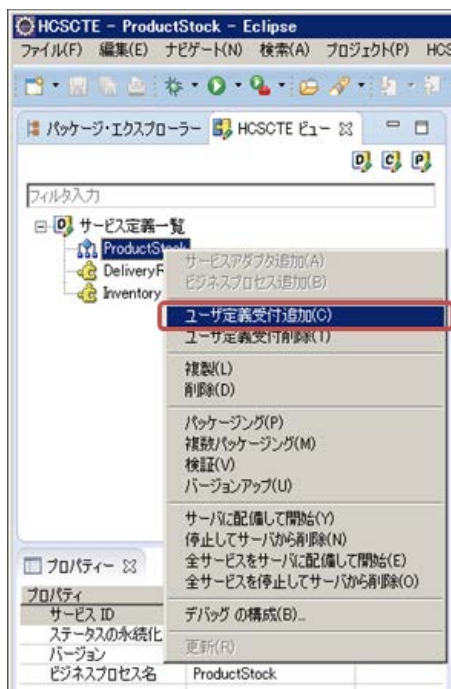 HCSCTE - ProductStock - Eclipse
ファイル(F) 編集(E) ナビゲート(N) 検索(A) プロジェクト(P) HCS
パッケージ・エクスプローラー HCSCTE ビュー
フィルタ入力
サービス定義一覧
ProductStock
DeliveryR
Inventory
サービスアダプタ追加(A)
ビジネスプロセス追加(B)
ユーザ定義受付追加(C)
ユーザ定義受付削除(T)
複製(L)
削除(D)
パッケージング(P)
複数パッケージング(M)
検証(V)
バージョンアップ(U)
サーバに配備して開始(Y)
停止してサーバから削除(N)
全サービスをサーバに配備して開始(E)
全サービスを停止してサーバから削除(O)
デバッグ の構成(B)...
更新(R)
プロパティー
プロパティ
サービス ID
ステータスの永続化
バージョン
ビジネスプロセス名 ProductStock